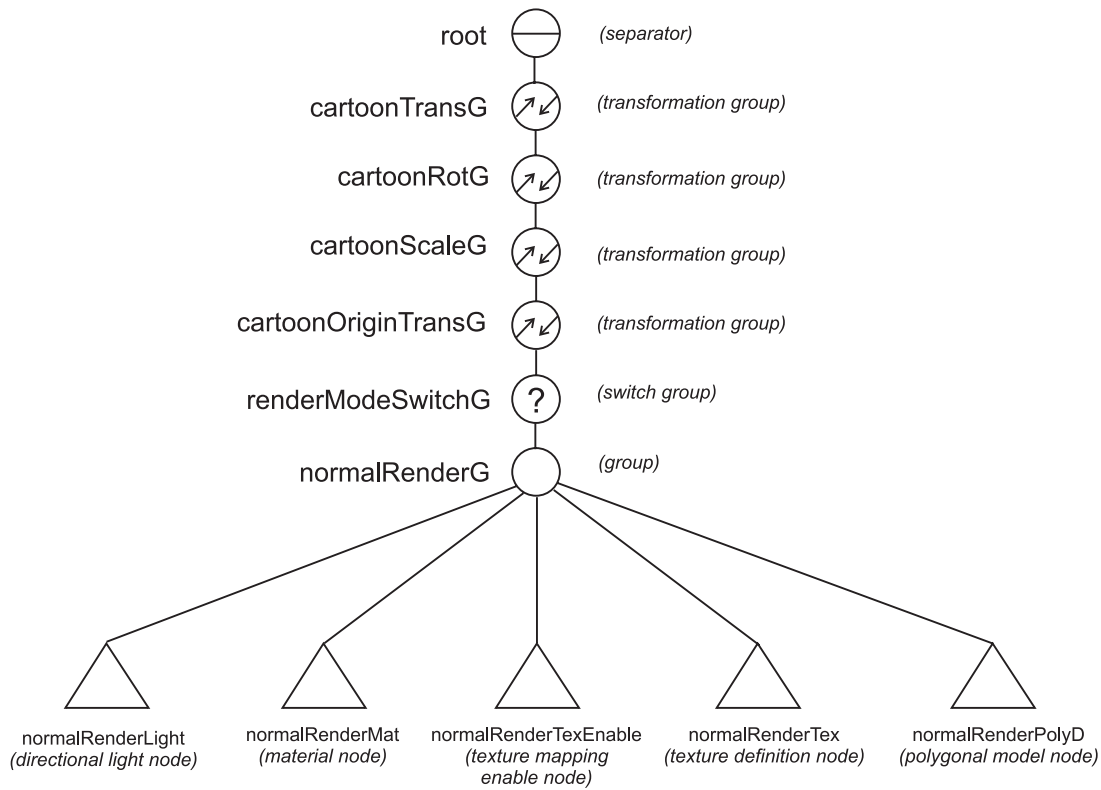 root (separator)
cartoonTransG (transformation group)
cartoonRotG (transformation group)
cartoonScaleG (transformation group)
cartoonOriginTransG (transformation group)
renderModeSwitchG ? (switch group)
normalRenderG (group)
normalRenderLight
(directional light node)
normalRenderMat
(material node)
normalRenderTexEnable
(texture mapping
enable node)
normalRenderTex
(texture definition node)
normalRenderPolyD
(polygonal model node)